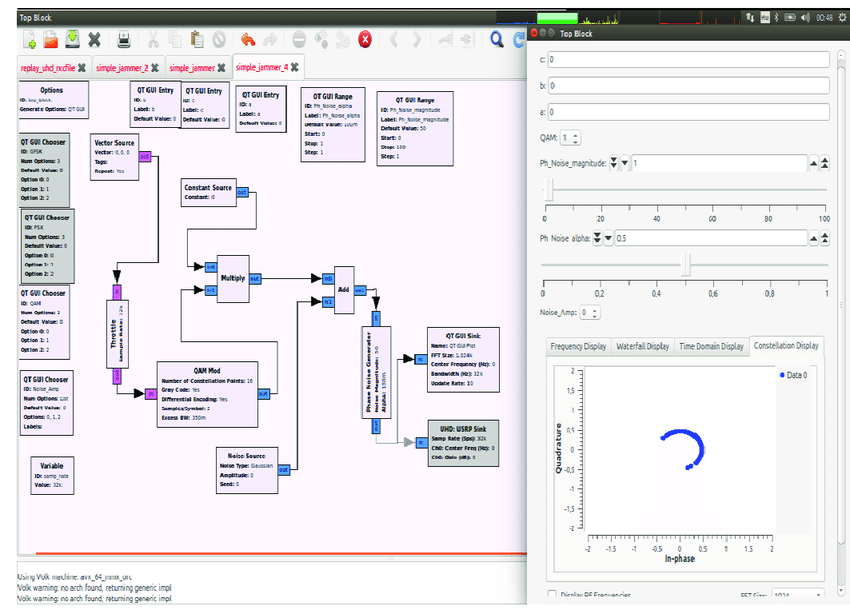 Top Block
00:48
replay_uhd_rxcfile
simple_jammer_2
simple_jammer
simple_jammer_4
Options
Generate Options: QT GUI
QT GUI Entry
Label: b
Default Value: 0
QT GUI Entry
ID: c
Label: c
Default Value: 0
QT GUI Entry
ID: a
Label: a
Default Value: 0
QT GUI Range
ID: Ph_Noise_alpha
Label: Ph_Noise_alpha
Default Value: 100m
Start: 0
Stop: 1
Step: 1
QT GUI Range
ID: Ph_Noise_magnitude
Label: Ph_Noise_magnitude
Default Value: 50
Start: 0
Stop: 100
Step: 1
QT GUI Chooser
ID: GFSK
Num Options: 3
Default Value: 0
Option 0: 0
Option 1: 1
Option 2: 2
QT GUI Chooser
ID: PSK
Num Options: 3
Default Value: 0
Option 0: 0
Option 1: 1
Option 2: 2
QT GUI Chooser
ID: QAM
Num Options: 3
Default Value: 0
Option 0: 0
Option 1: 1
Option 2: 2
QT GUI Chooser
ID: Noise_Amp
Num Options: List
Default Value: 0
Options: 0, 1, 2
Labels:
Variable
ID: samp_rate
Value: 32k
Vector Source
Vector: 0, 0, 0
Tags:
Repeat: Yes
out
Constant Source
Constant: 0
out
Multiply
out
Add
out
Throttle
Sample Rate: 32k
QAM Mod
Number of Constellation Points: 16
Gray Code: Yes
Differential Encoding: Yes
Samples/Symbol: 2
Excess BW: 350m
out
Noise Source
Noise Type: Gaussian
Amplitude: 0
Seed: 0
out
Phase Noise Generator
Noise Magnitude: 50
Alpha: 100m
QT GUI Sink
Name: QT GUI Plot
FFT Size: 1.024k
Center Frequency (Hz): 0
Bandwidth (Hz): 32k
Update Rate: 10
UHD: USRP Sink
Samp Rate (Sps): 32k
Ch0: Center Freq (Hz): 0
Ch0: Gain (dB): 0
Using Volk machine: avx_64_mmx_orc
Volk warning: no arch found, returning generic impl
Volk warning: no arch found, returning generic impl
Top Block
c: 0
b: 0
a: 0
QAM: 1
Ph_Noise_magnitude: 1
0 20 40 60 80 100
Ph_Noise_alpha: 0.5
0 0,2 0,4 0,6 0,8 1
Noise_Amp: 0
Frequency Display
Waterfall Display
Time Domain Display
Constellation Display
Data 0
Quadrature
2
1,5
1
0,5
0
-0,5
-1
-1,5
-2
-2 -1.5 -1 -0.5 0 0.5 1 1.5 2
In-phase
Display RF Frequencies
FFT Size: 1024